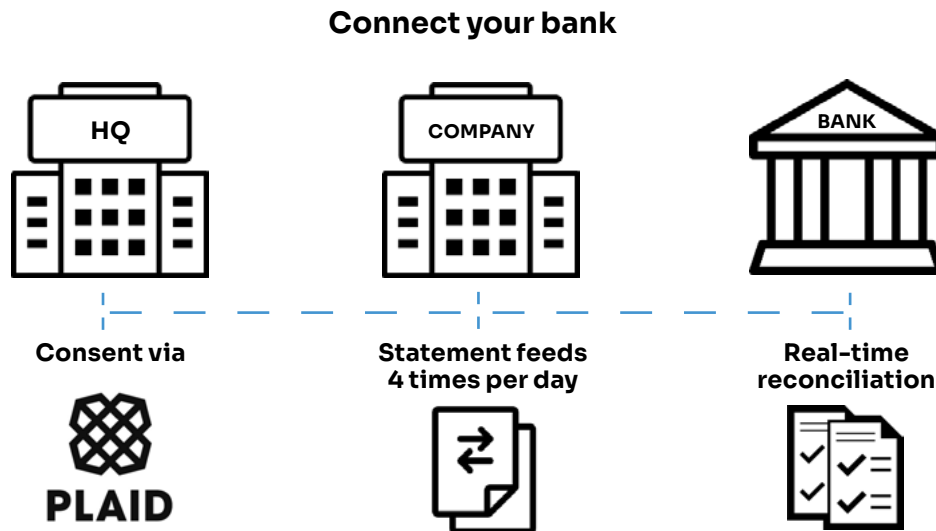 Connect your bank
HQ
COMPANY
BANK
Consent via
Statement feeds
4 times per day
Real-time
reconciliation
PLAID